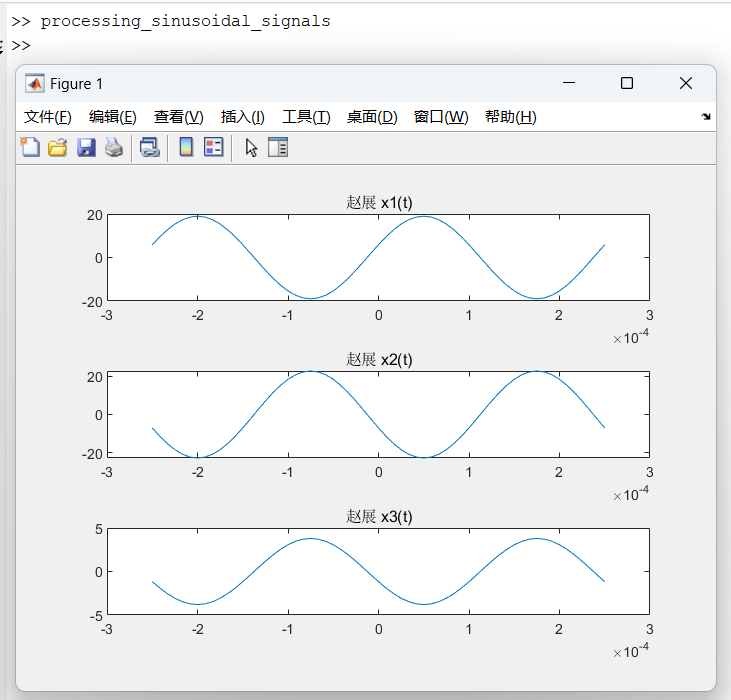 >> processing_sinusoidal_signals
>>
Figure 1
文件(F) 编辑(E) 查看(V) 插入(I) 工具(T) 桌面(D) 窗口(W) 帮助(H)
赵展 x1(t)
20
0
-20
-3 -2 -1 0 1 2 3
×10-4
赵展 x2(t)
20
0
-20
-3 -2 -1 0 1 2 3
×10-4
赵展 x3(t)
5
0
-5
-3 -2 -1 0 1 2 3
×10-4